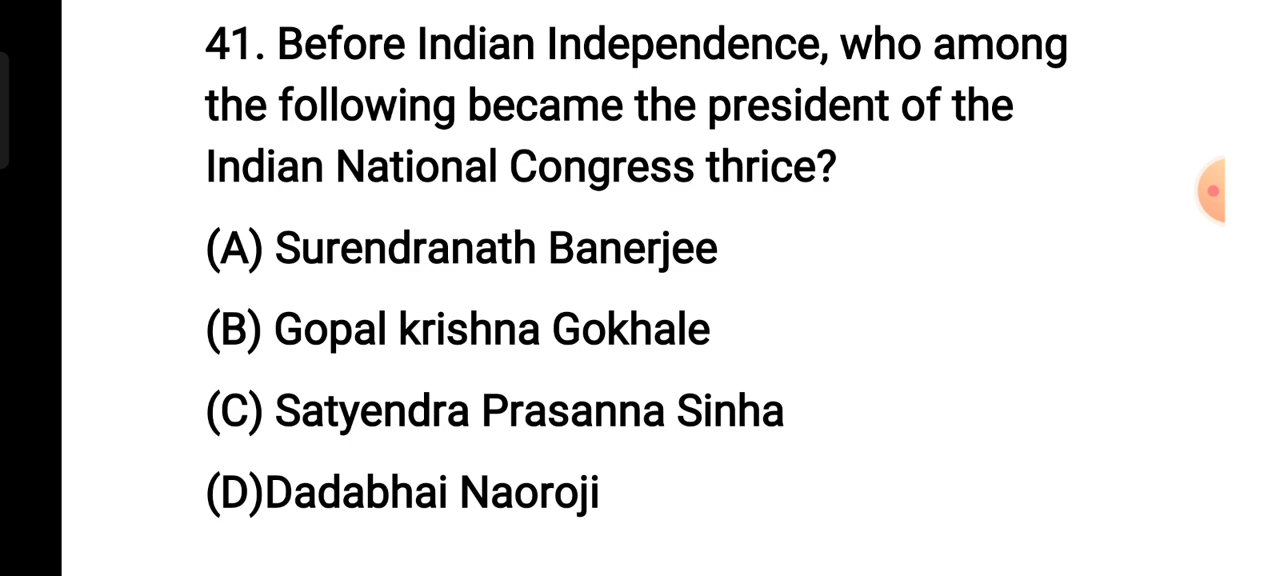 41. Before Indian Independence, who among
the following became the president of the
Indian National Congress thrice?
(A) Surendranath Banerjee
(B) Gopal krishna Gokhale
(C) Satyendra Prasanna Sinha
(D)Dadabhai Naoroji